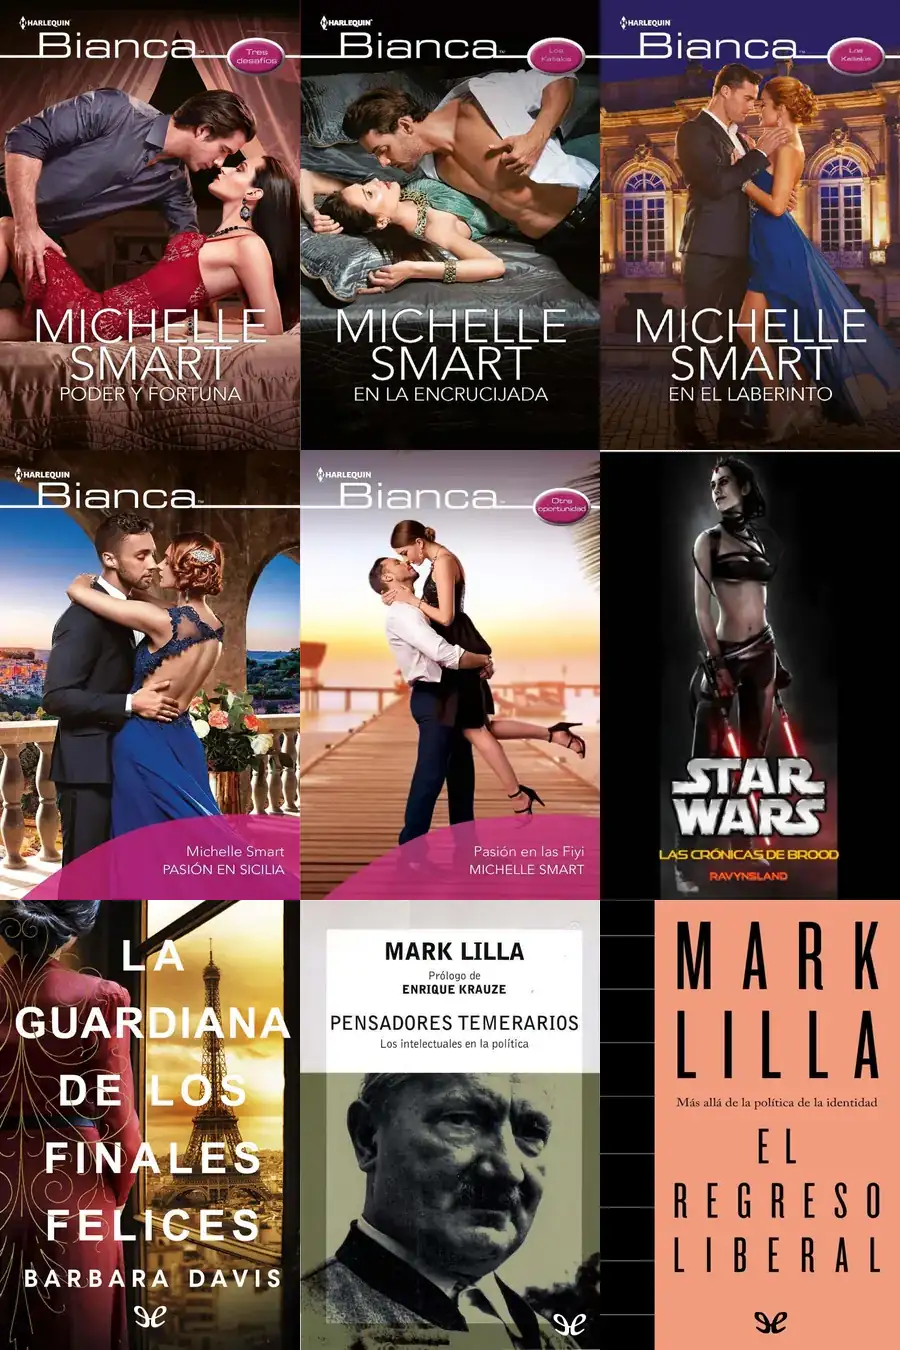 HARLEQUIN
Bianca
Tres
desafíos
MICHELLE
SMART
PODER Y FORTUNA
HARLEQUIN
Bianca
Los
Kalliakis
MICHELLE
SMART
EN LA ENCRUCIJADA
HARLEQUIN
Bianca
Los
Kalliakis
MICHELLE
SMART
EN EL LABERINTO
HARLEQUIN
Bianca
Michelle Smart
PASIÓN EN SICILIA
HARLEQUIN
Bianca
Otra
oportunidad
Pasión en las Fiyi
MICHELLE SMART
STAR
WARS
LAS CRÓNICAS DE BROOD
RAVYNSLAND
LA
GUARDIANA
DE LOS
FINALES
FELICES
BARBARA DAVIS
MARK LILLA
Prólogo de
ENRIQUE KRAUZE
PENSADORES TEMERARIOS
Los intelectuales en la política
MARK
LILLA
Más allá de la política de la identidad
EL
REGRESO
LIBERAL